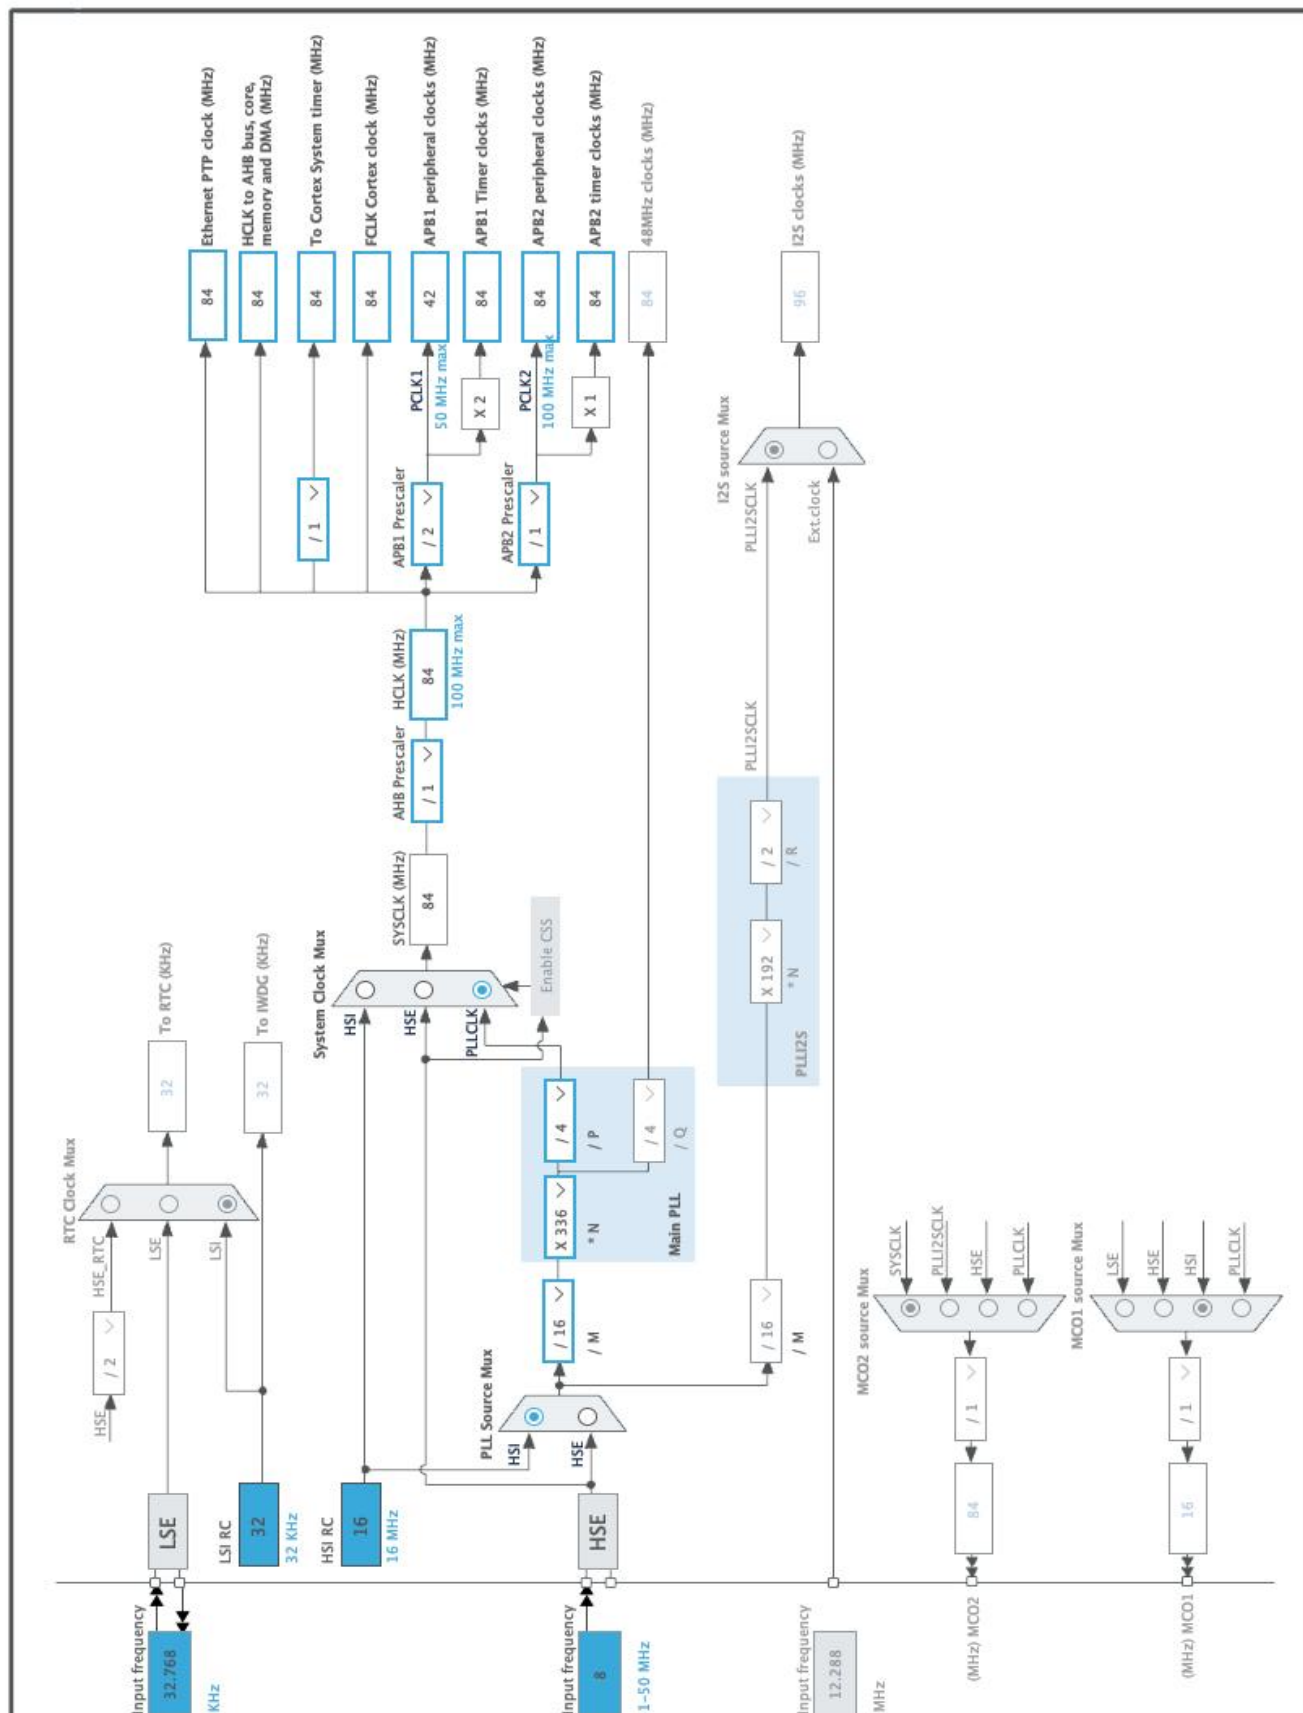 Input frequency
32.768
KHz
LSE
HSE
/ 2
HSE_RTC
LSE
LSI
RTC Clock Mux
32
To RTC (KHz)
LSI RC
32
32 KHz
32
To IWDG (KHz)
HSI RC
16
16 MHz
Input frequency
8
1-50 MHz
HSE
PLL Source Mux
HSI
HSE
/ 16
/ M
X 336
* N
/ 4
/ P
/ 4
/ Q
Main PLL
System Clock Mux
HSI
HSE
PLLCLK
Enable CSS
SYSCLK (MHz)
84
AHB Prescaler
/ 1
HCLK (MHz)
84
100 MHz max
84
Ethernet PTP clock (MHz)
84
HCLK to AHB bus, core,
memory and DMA (MHz)
/ 1
84
To Cortex System timer (MHz)
84
FCLK Cortex clock (MHz)
APB1 Prescaler
/ 2
PCLK1
50 MHz max
42
APB1 peripheral clocks (MHz)
X 2
84
APB1 Timer clocks (MHz)
APB2 Prescaler
/ 1
PCLK2
100 MHz max
84
APB2 peripheral clocks (MHz)
X 1
84
APB2 timer clocks (MHz)
84
48MHz clocks (MHz)
/ 16
/ M
X 192
* N
/ 2
/ R
PLLI2S
PLLI2SCLK
PLLI2SCLK
I2S source Mux
Ext.clock
96
I2S clocks (MHz)
Input frequency
12.288
MHz
MCO2 source Mux
SYSCLK
PLLI2SCLK
HSE
PLLCLK
/ 1
84
(MHz) MCO2
MCO1 source Mux
LSE
HSE
HSI
PLLCLK
/ 1
16
(MHz) MCO1